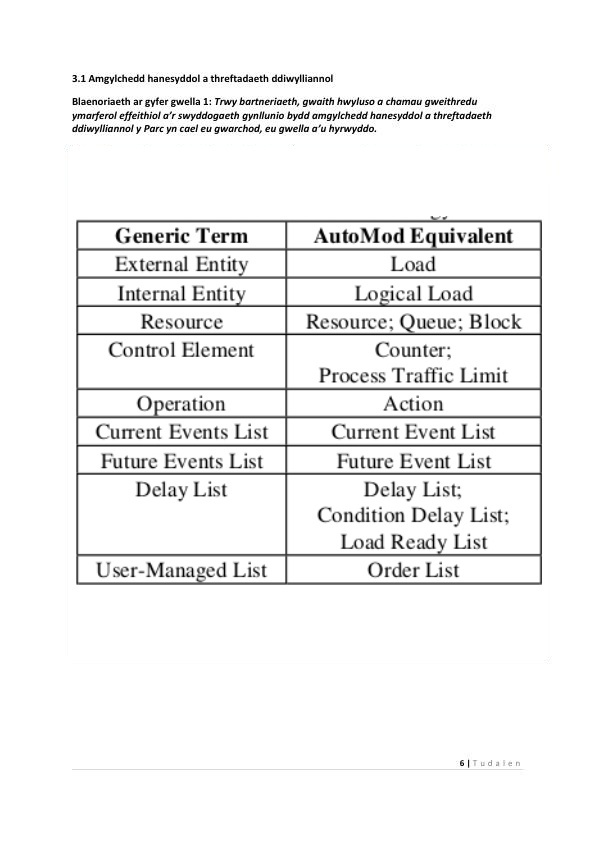 3.1 Amgylchedd hanesyddol a threftadaeth ddiwylliannol
Blaenoriaeth ar gyfer gwella 1: Trwy bartneriaeth, gwaith hwyluso a chamau gweithredu
ymarferol effeithiol a'r swyddogaeth gynllunio bydd amgylchedd hanesyddol a threftadaeth
ddiwylliannol y Parc yn cael eu gwarchod, eu gwella a'u hyrwyddo.
Generic Term AutoMod Equivalent
External Entity Load
Internal Entity Logical Load
Resource Resource; Queue; Block
Control Element Counter;
Process Traffic Limit
Operation Action
Current Events List Current Event List
Future Events List Future Event List
Delay List Delay List;
Condition Delay List;
Load Ready List
User-Managed List Order List
6 | Tudalen